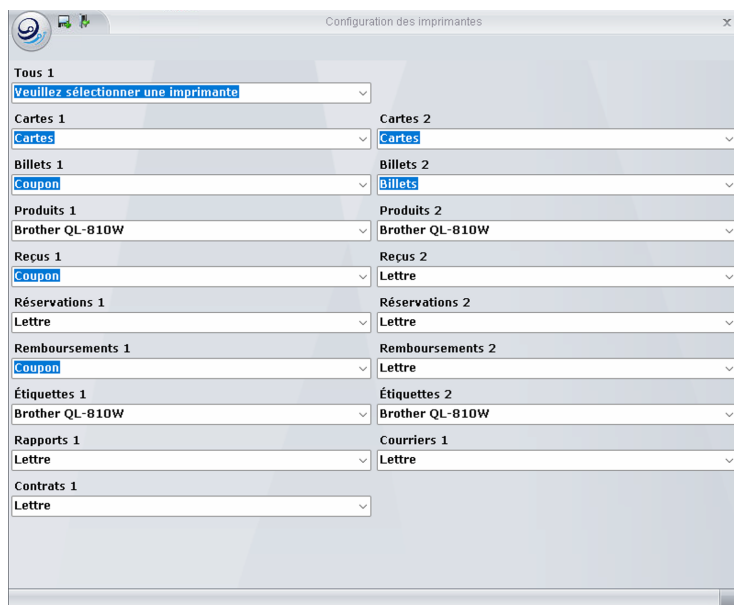 Configuration des imprimantes
Tous 1
Veuillez sélectionner une imprimante
Cartes 1 Cartes 2
Cartes Cartes
Billets 1 Billets 2
Coupon Billets
Produits 1 Produits 2
Brother QL-810W Brother QL-810W
Reçus 1 Reçus 2
Coupon Lettre
Réservations 1 Réservations 2
Lettre Lettre
Remboursements 1 Remboursements 2
Coupon Lettre
Étiquettes 1 Étiquettes 2
Brother QL-810W Brother QL-810W
Rapports 1 Courriers 1
Lettre Lettre
Contrats 1
Lettre